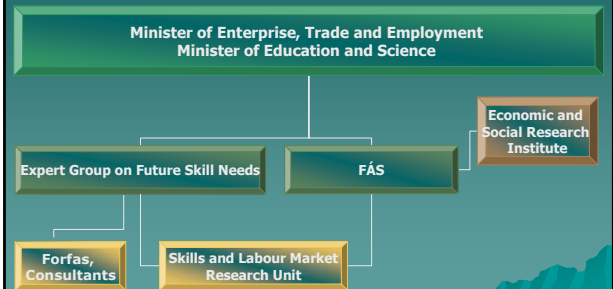 Minister of Enterprise, Trade and Employment
Minister of Education and Science
Economic and
Social Research
Institute
Expert Group on Future Skill Needs
FÁS
Forfas,
Consultants
Skills and Labour Market
Research Unit